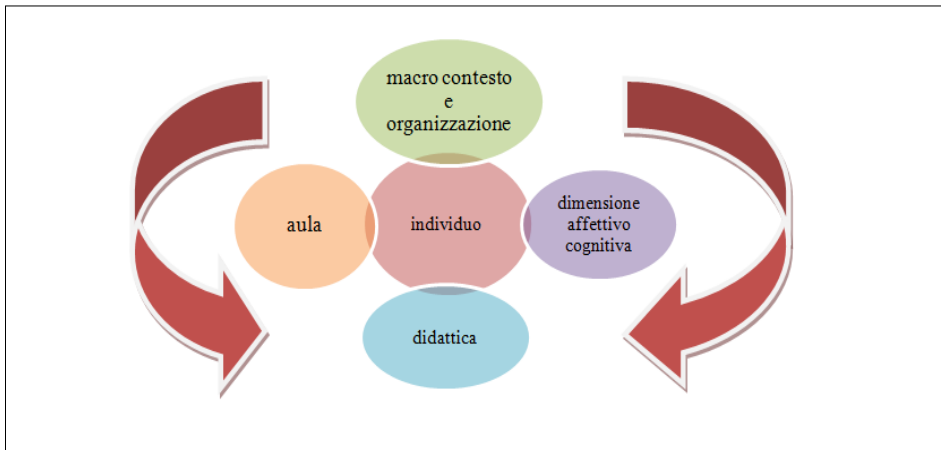 macro contesto
e
organizzazione
aula
individuo
dimensione
affettivo
cognitiva
didattica